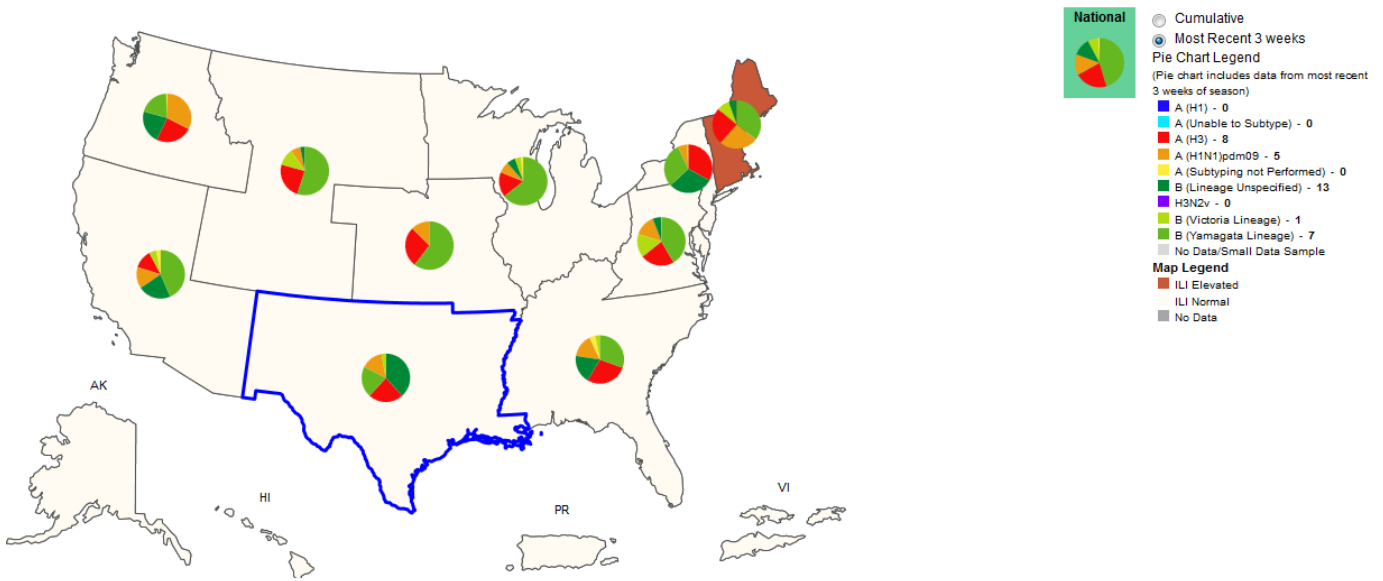 National
Cumulative
Most Recent 3 weeks
Pie Chart Legend
(Pie chart includes data from most recent
3 weeks of season)
A (H1) - 0
A (Unable to Subtype) - 0
A (H3) - 8
A (H1N1)pdm09 - 5
A (Subtyping not Performed) - 0
B (Lineage Unspecified) - 13
H3N2v - 0
B (Victoria Lineage) - 1
B (Yamagata Lineage) - 7
No Data/Small Data Sample
Map Legend
ILI Elevated
ILI Normal
No Data
AK
HI
PR
VI